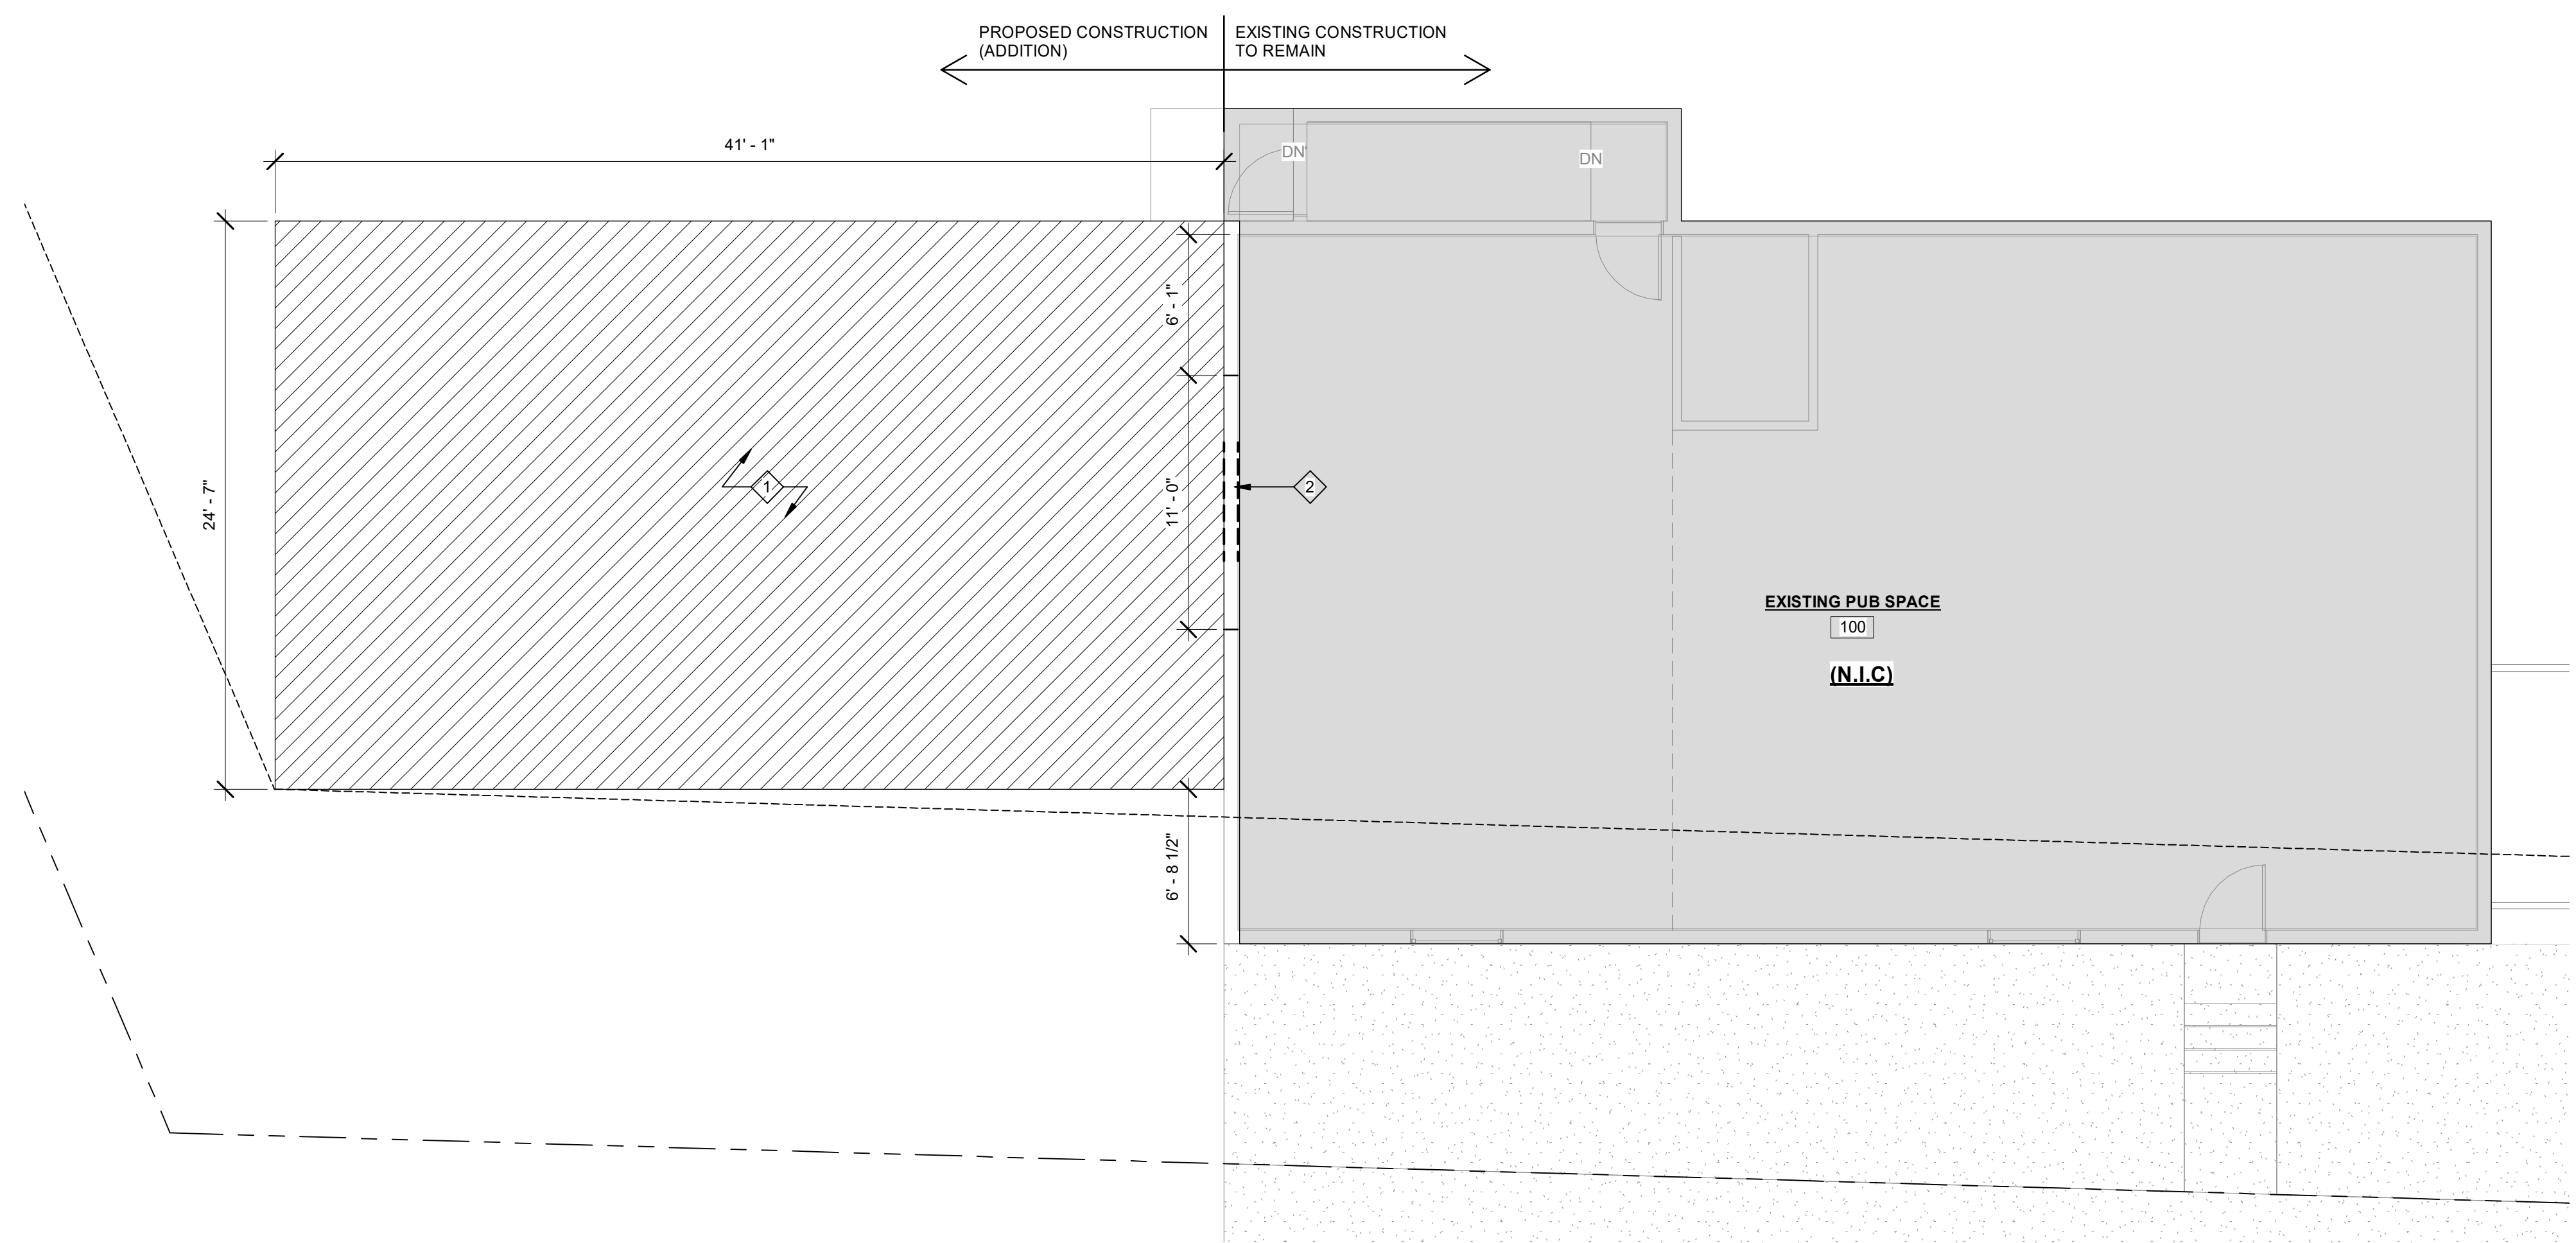 PROPOSED CONSTRUCTION
(ADDITION)
EXISTING CONSTRUCTION
TO REMAIN
41' - 1"
DN
DN
6' - 1"
24' - 7"
1
11' - 0"
2
EXISTING PUB SPACE
100
(N.I.C)
6' - 8 1/2"